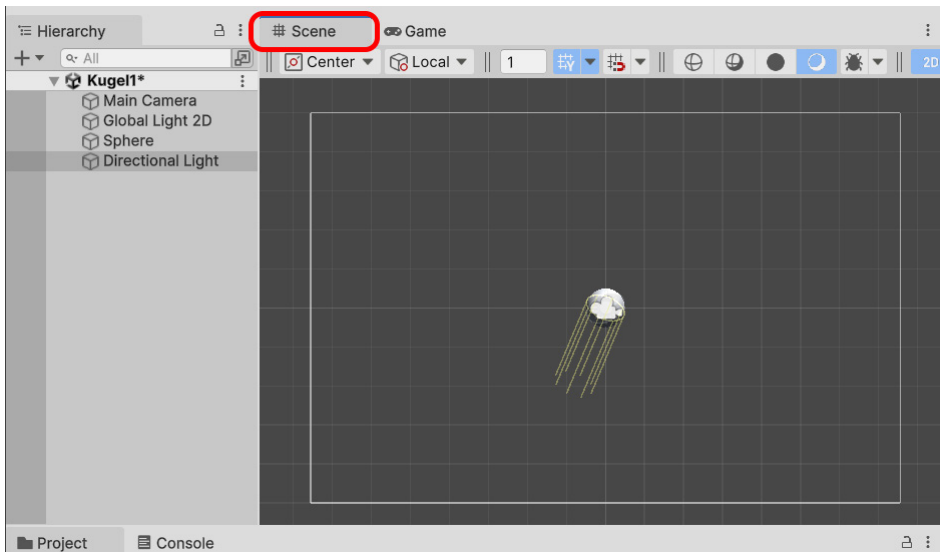 Hierarchy
Scene
Game
All
Center
Local
1
2D
Kugel1*
Main Camera
Global Light 2D
Sphere
Directional Light
Project
Console